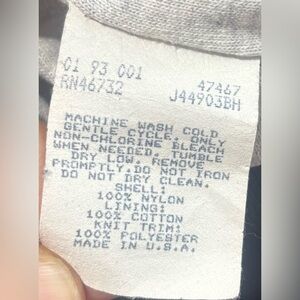 01 93 001
RN46732
47467
J44903BH
MACHINE WASH COLD
GENTLE CYCLE. ONLY
NON-CHLORINE BLEACH
WHEN NEEDED. TUMBLE
DRY LOW. REMOVE
PROMPTLY. DO NOT IRON
DO NOT DRY CLEAN.
SHELL:
100% NYLON
LINING:
100% COTTON
KNIT TRIM:
100% POLYESTER
MADE IN U.S.A.